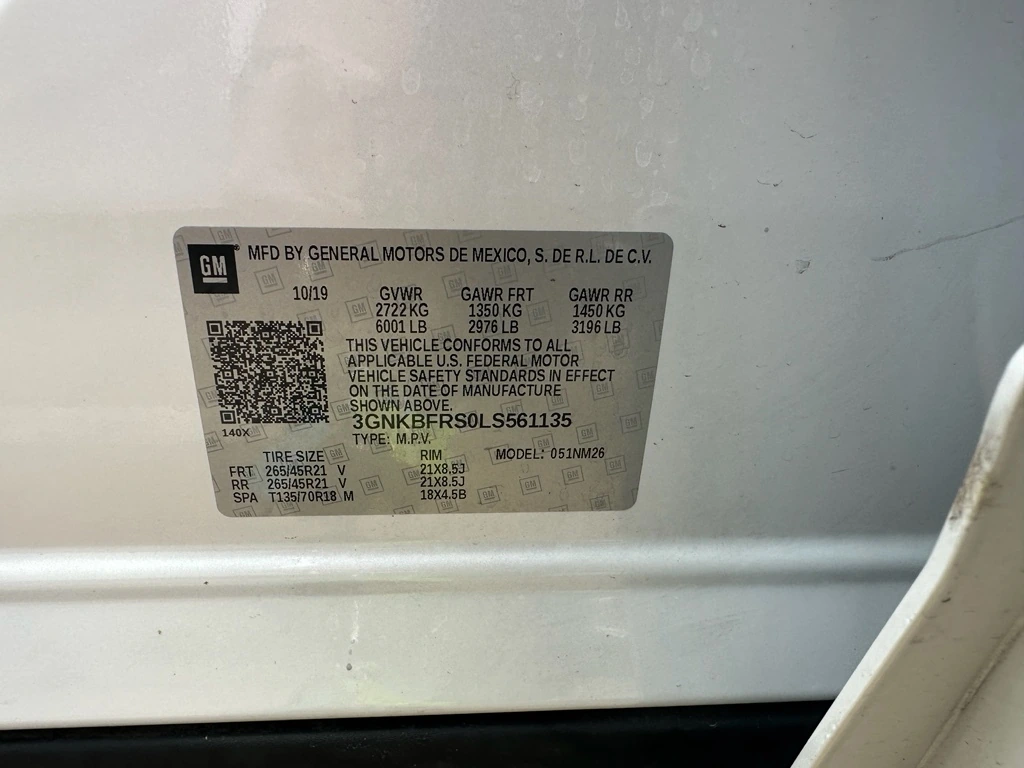 GM ® MFD BY GENERAL MOTORS DE MEXICO, S. DE R.L. DE C.V.
10/19 GVWR GAWR FRT GAWR RR
2722 KG 1350 KG 1450 KG
6001 LB 2976 LB 3196 LB
THIS VEHICLE CONFORMS TO ALL
APPLICABLE U.S. FEDERAL MOTOR
VEHICLE SAFETY STANDARDS IN EFFECT
ON THE DATE OF MANUFACTURE
SHOWN ABOVE.
3GNKBFRS0LS561135
140X
TYPE: M.P.V.
TIRE SIZE RIM MODEL: 051NM26
FRT 265/45R21 V 21X8.5J
RR 265/45R21 V 21X8.5J
SPA T135/70R18 M 18X4.5B